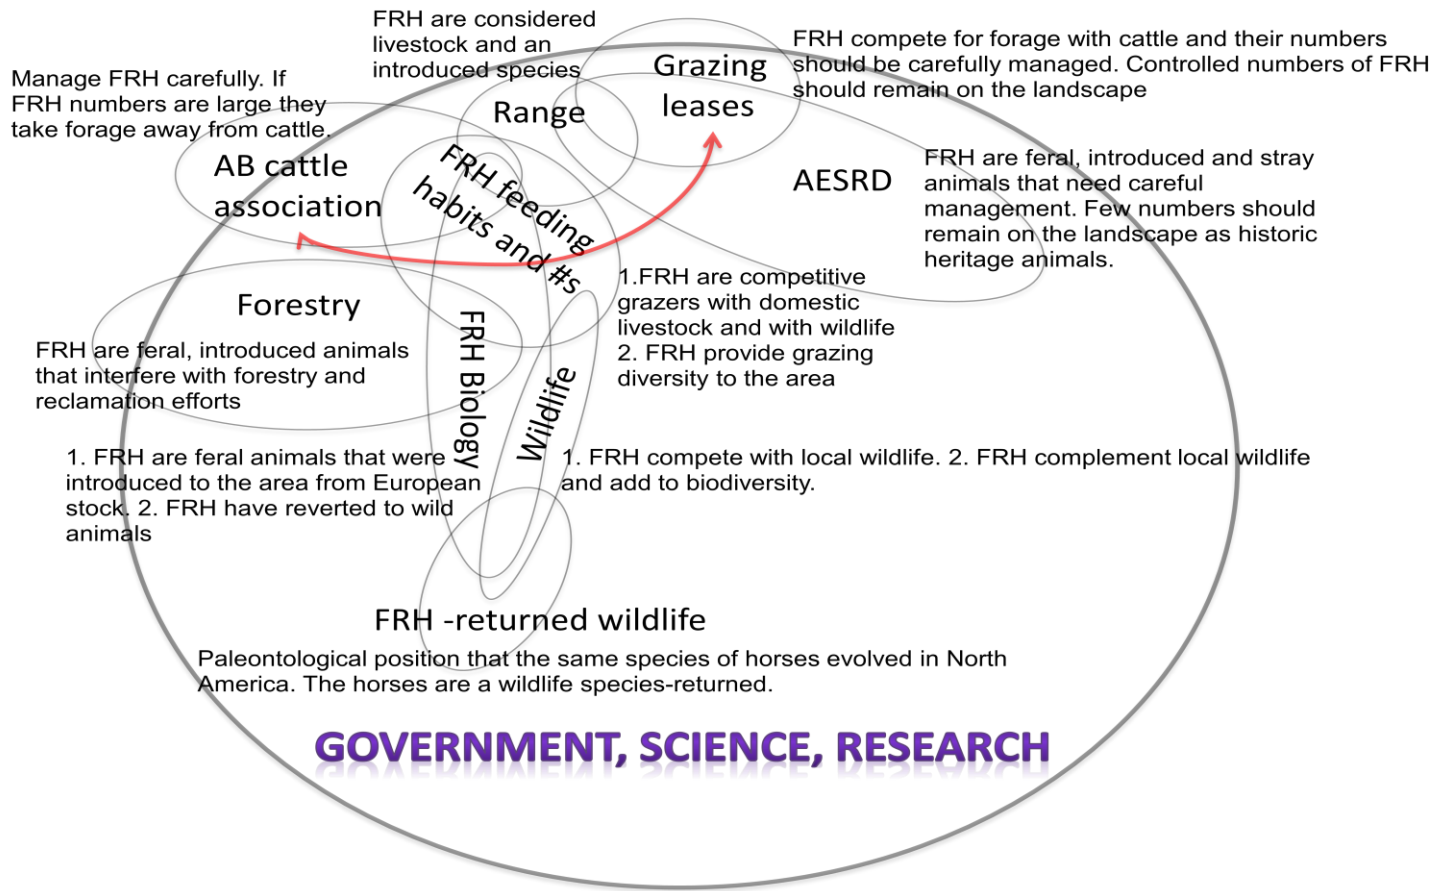 FRH are considered
livestock and an
introduced species
Grazing
leases
FRH compete for forage with cattle and their numbers
should be carefully managed. Controlled numbers of FRH
should remain on the landscape
Manage FRH carefully. If
FRH numbers are large they
take forage away from cattle.
Range
AB cattle
association
FRH feeding
habits and #s
AESRD
FRH are feral, introduced and stray
animals that need careful
management. Few numbers should
remain on the landscape as historic
heritage animals.
1.FRH are competitive
grazers with domestic
livestock and with wildlife
2. FRH provide grazing
diversity to the area
Forestry
FRH are feral, introduced animals
that interfere with forestry and
reclamation efforts
FRH Biology
Wildlife
1. FRH are feral animals that were
introduced to the area from European
stock. 2. FRH have reverted to wild
animals
1. FRH compete with local wildlife. 2. FRH complement local wildlife
and add to biodiversity.
FRH -returned wildlife
Paleontological position that the same species of horses evolved in North
America. The horses are a wildlife species-returned.
GOVERNMENT, SCIENCE, RESEARCH